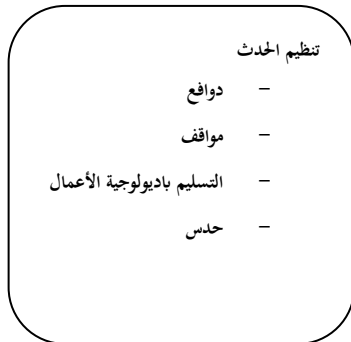 تنظيم الحدث
– دوافع
– مواقف
– التسليم باديولوجية الأعمال
– حدس